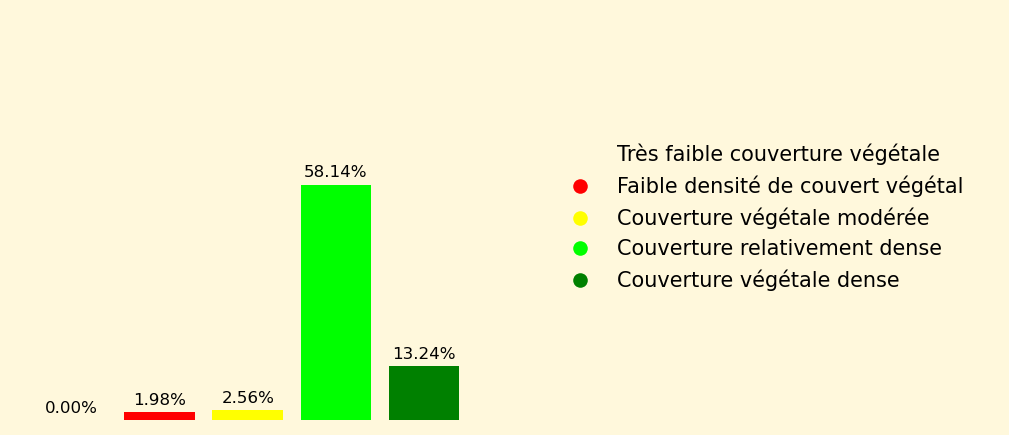 58.14%
13.24%
2.56%
1.98%
0.00%
Très faible couverture végétale
Faible densité de couvert végétal
Couverture végétale modérée
Couverture relativement dense
Couverture végétale dense